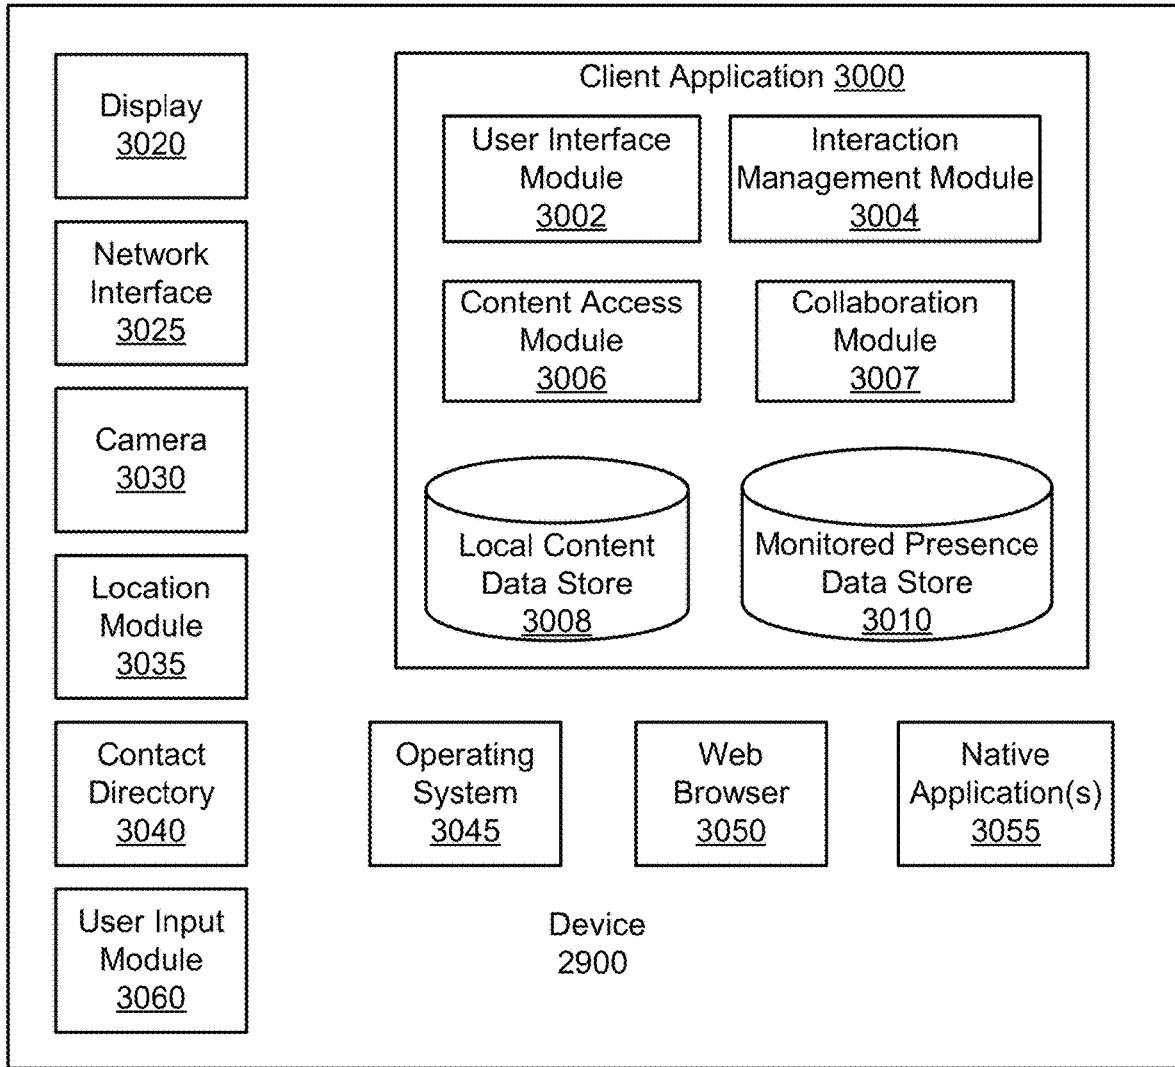 Display
3020
Network
Interface
3025
Camera
3030
Location
Module
3035
Contact
Directory
3040
User Input
Module
3060
Client Application 3000
User Interface
Module
3002
Interaction
Management Module
3004
Content Access
Module
3006
Collaboration
Module
3007
Local Content
Data Store
3008
Monitored Presence
Data Store
3010
Operating
System
3045
Web
Browser
3050
Native
Application(s)
3055
Device
2900